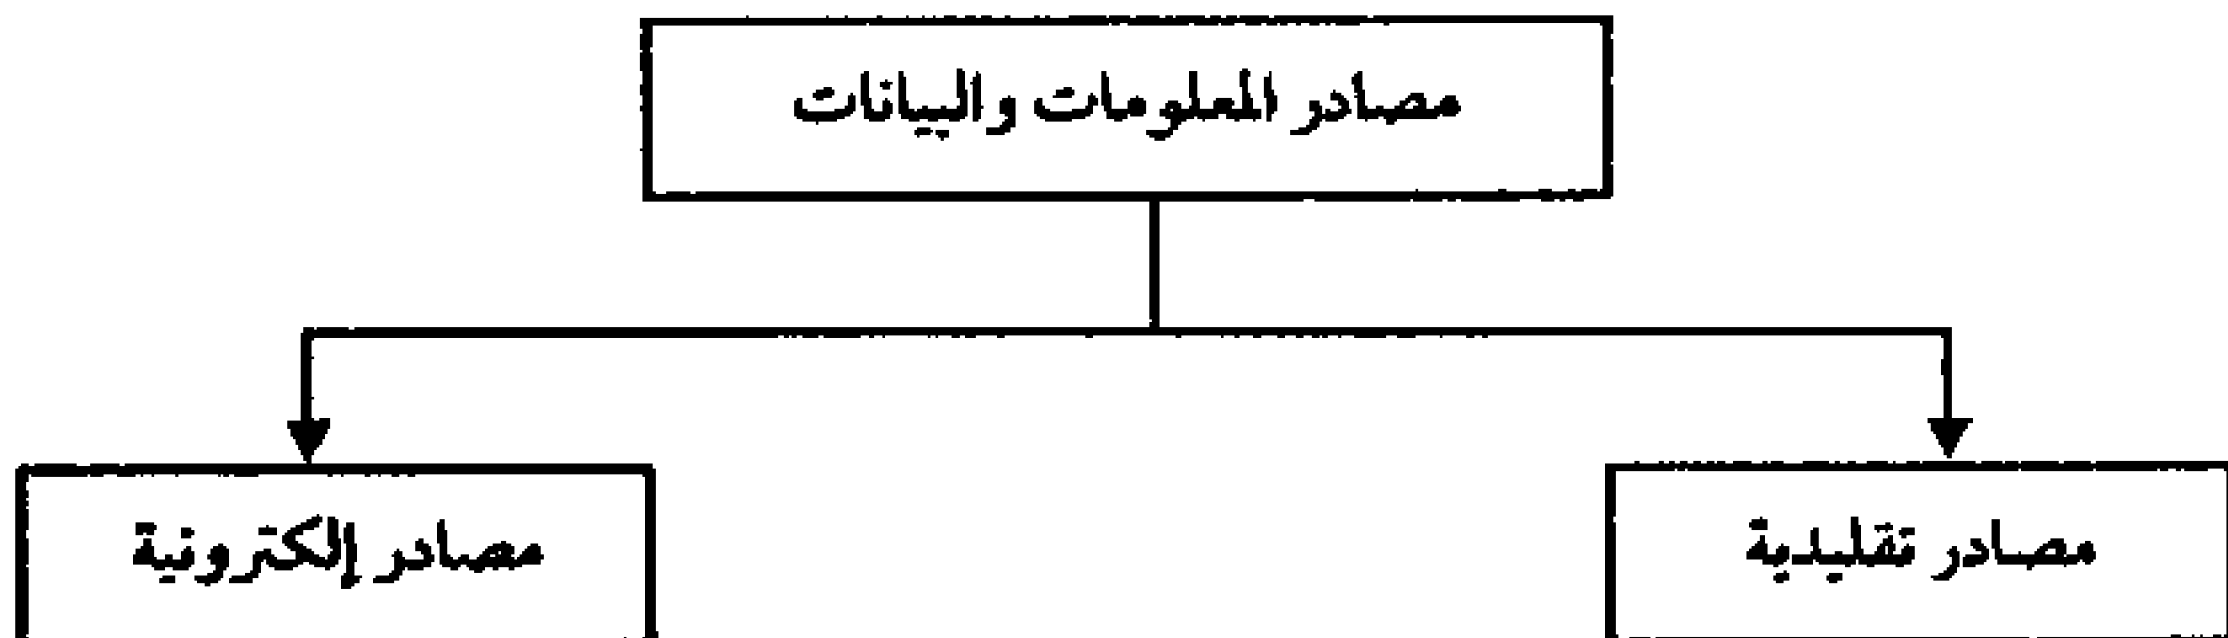 مصادر المعلومات والبيانات
مصادر تقليدية
مصادر إلكترونية